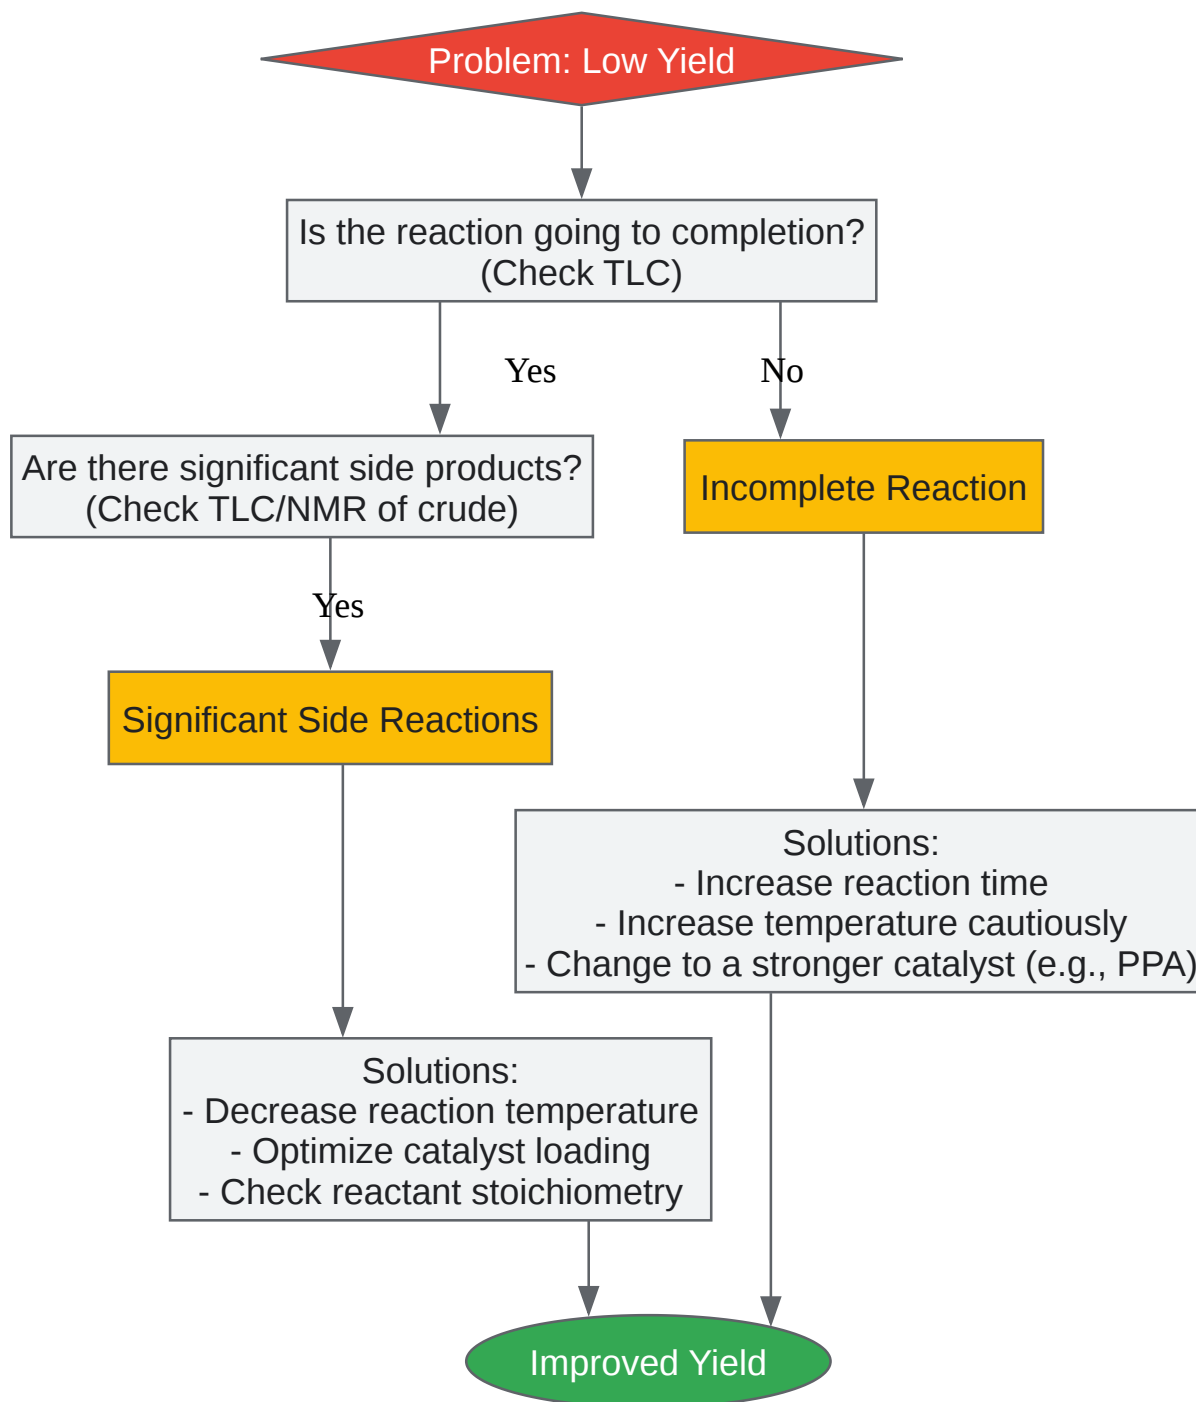 Problem: Low Yield
Is the reaction going to completion?
(Check TLC)
Yes
No
Are there significant side products?
(Check TLC/NMR of crude)
Incomplete Reaction
Yes
Significant Side Reactions
Solutions:
- Increase reaction time
- Increase temperature cautiously
- Change to a stronger catalyst (e.g., PPA)
Solutions:
- Decrease reaction temperature
- Optimize catalyst loading
- Check reactant stoichiometry
Improved Yield